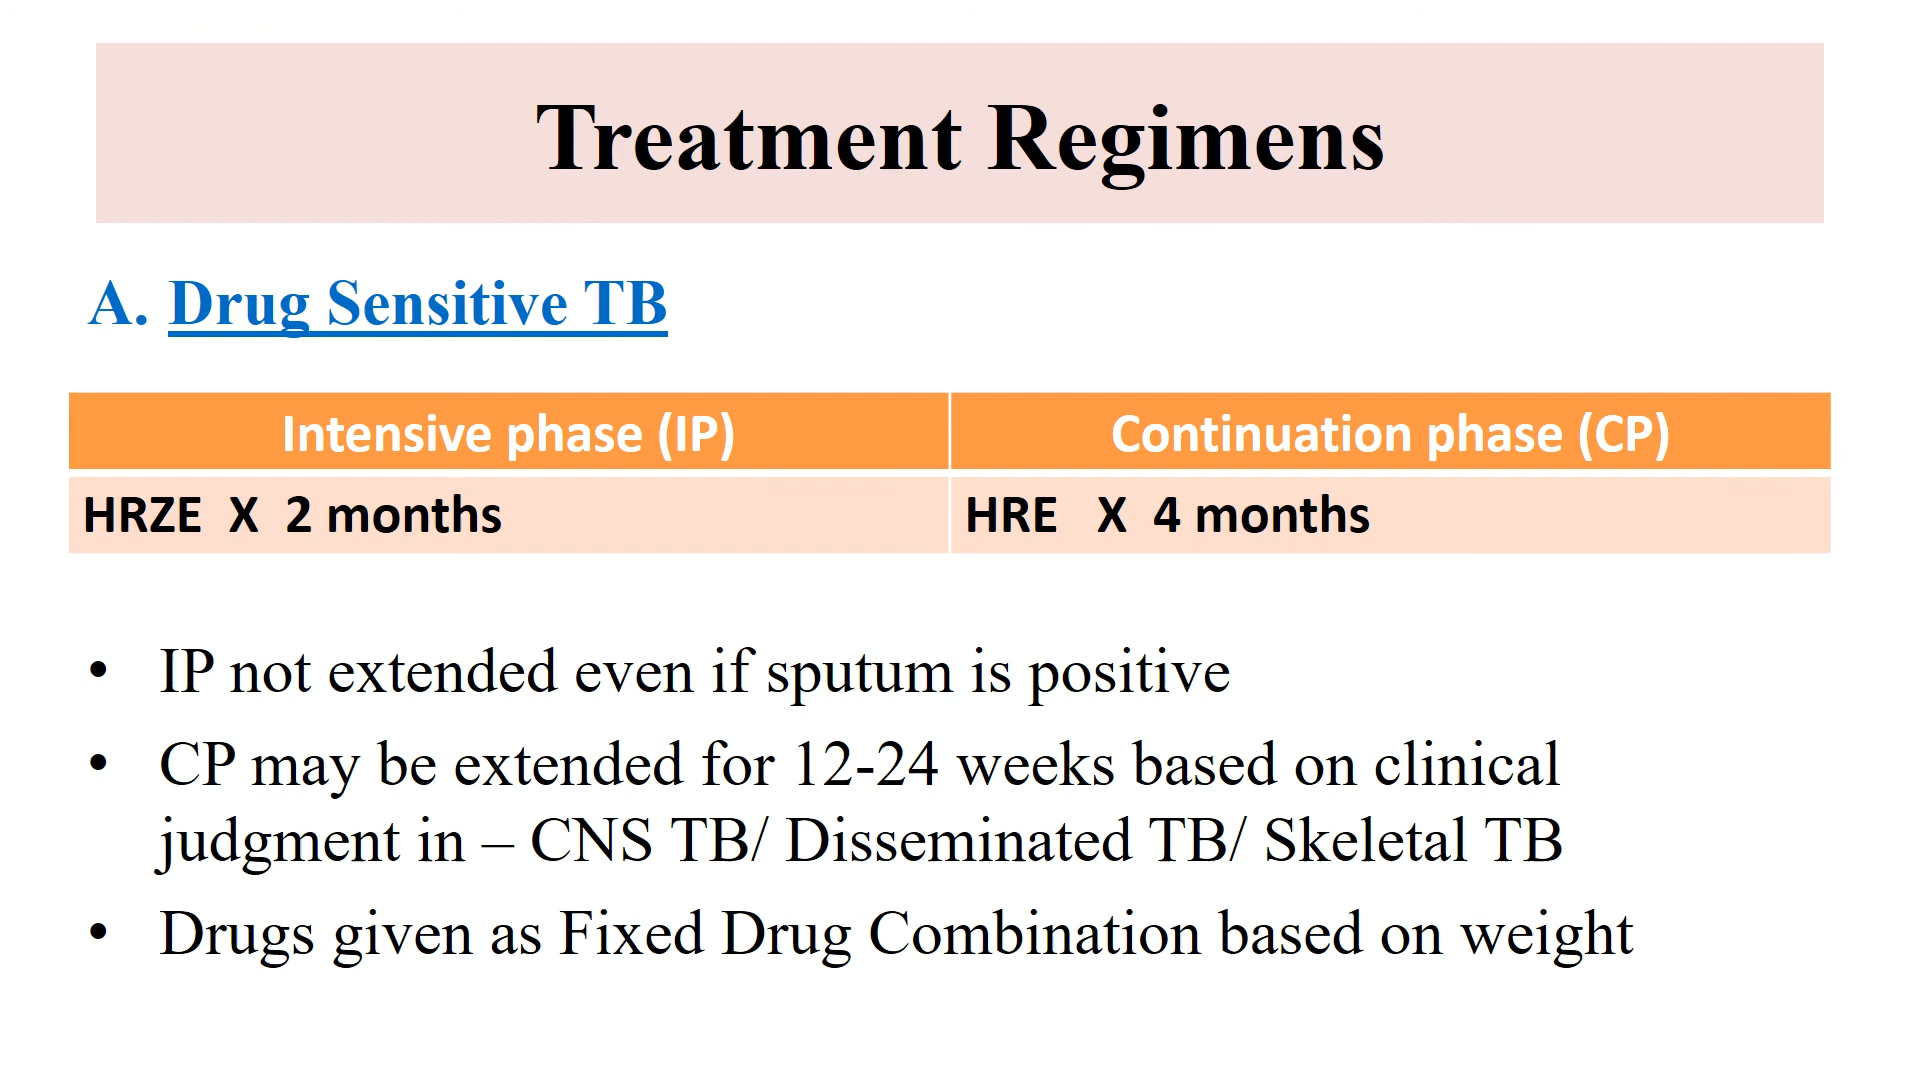 Treatment Regimens
A. Drug Sensitive TB
Intensive phase (IP) Continuation phase (CP)
HRZE X 2 months HRE X 4 months
• IP not extended even if sputum is positive
• CP may be extended for 12-24 weeks based on clinical
judgment in – CNS TB/ Disseminated TB/ Skeletal TB
• Drugs given as Fixed Drug Combination based on weight